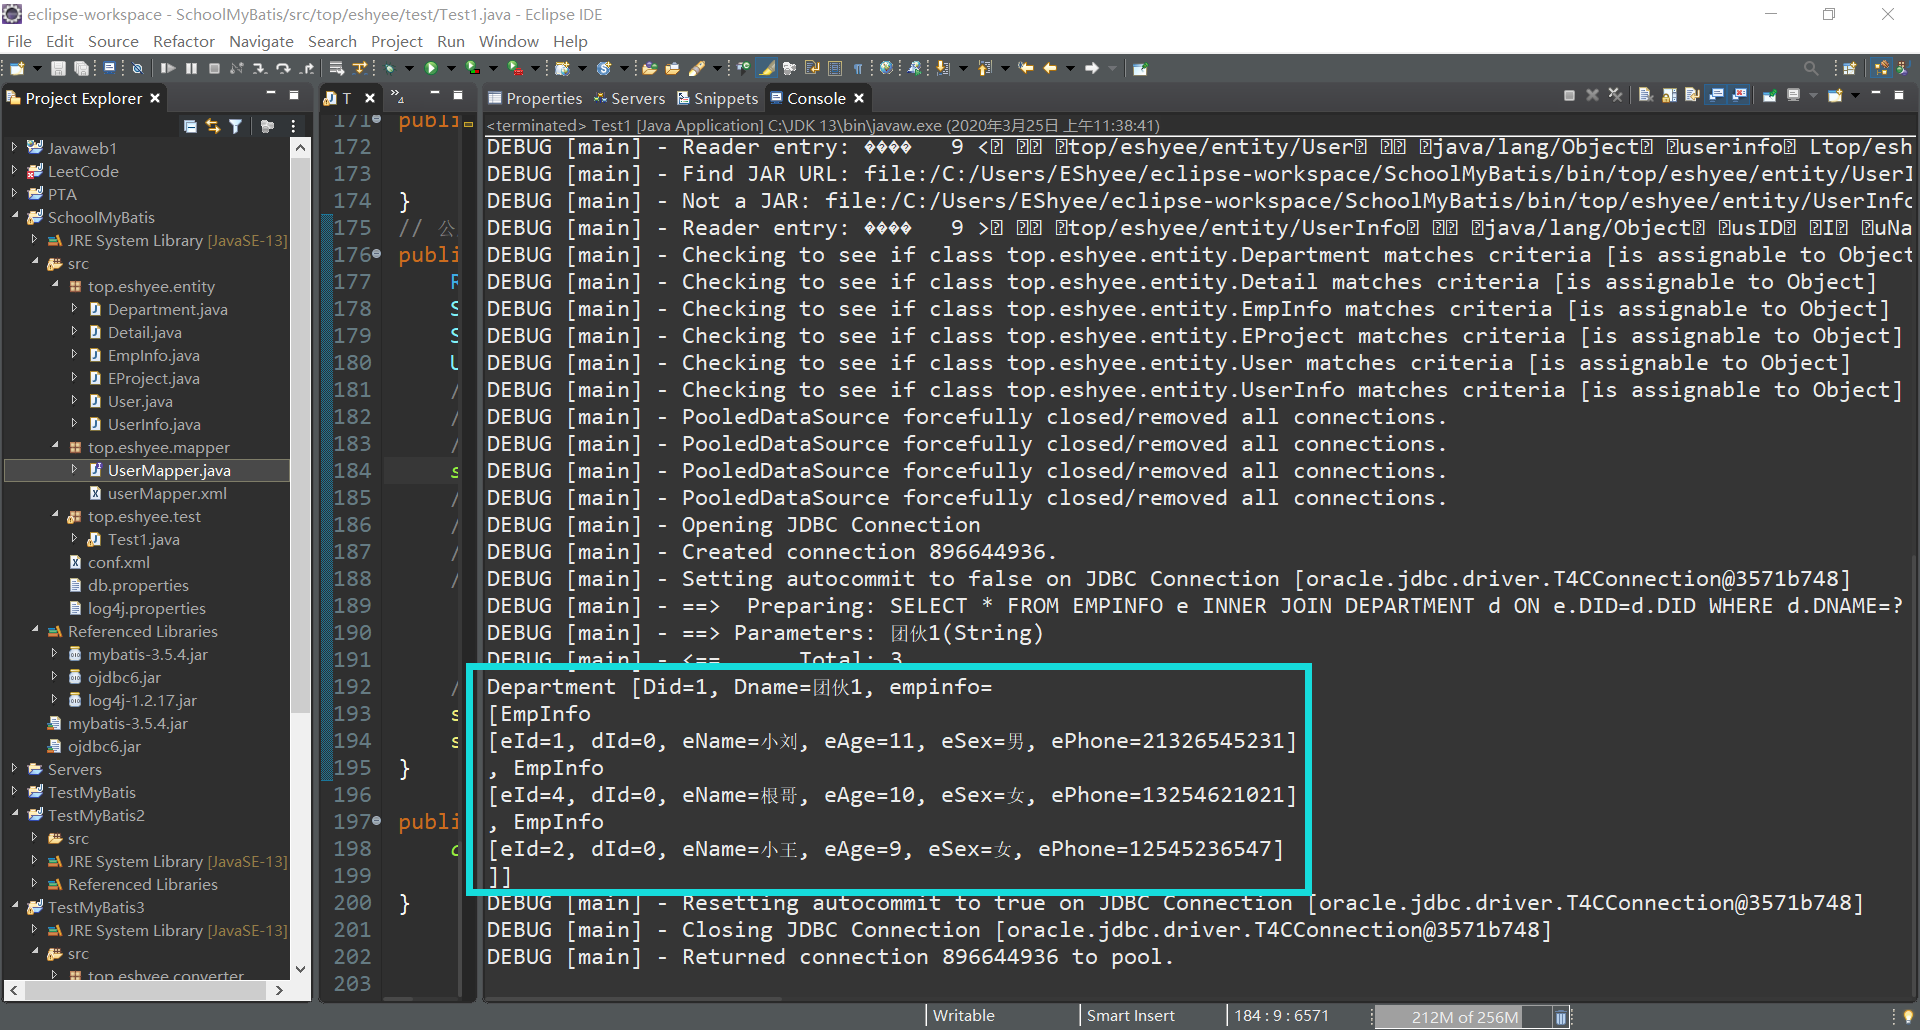 eclipse-workspace - SchoolMyBatis/src/top/eshyee/test/Test1.java - Eclipse IDE
File Edit Source Refactor Navigate Search Project Run Window Help
Project Explorer
T
Properties Servers Snippets Console
<terminated> Test1 [Java Application] C:\JDK 13\bin\javaw.exe (2020年3月25日 上午11:38:41)
Javaweb1
LeetCode
PTA
SchoolMyBatis
JRE System Library [JavaSE-13]
src
top.eshyee.entity
Department.java
Detail.java
EmpInfo.java
EProject.java
User.java
UserInfo.java
top.eshyee.mapper
UserMapper.java
userMapper.xml
top.eshyee.test
Test1.java
conf.xml
db.properties
log4j.properties
Referenced Libraries
mybatis-3.5.4.jar
ojdbc6.jar
log4j-1.2.17.jar
mybatis-3.5.4.jar
ojdbc6.jar
Servers
TestMyBatis
TestMyBatis2
src
JRE System Library [JavaSE-13]
Referenced Libraries
TestMyBatis3
JRE System Library [JavaSE-13]
src
top.eshyee.converter
171 publi
172
173
174 }
175 // 公
176 publi
177 R
178 S
179 S
180 U
181 /
182 /
183 /
184 s
185 /
186 /
187 /
188 /
189
190
191
192 /
193 s
194 s
195 }
196
197 publi
198
199
200 }
201
202
203
DEBUG [main] - Reader entry: ���� 9 < top/eshyee/entity/User java/lang/Object userinfo Ltop/esh
DEBUG [main] - Find JAR URL: file:/C:/Users/EShyee/eclipse-workspace/SchoolMyBatis/bin/top/eshyee/entity/UserI
DEBUG [main] - Not a JAR: file:/C:/Users/EShyee/eclipse-workspace/SchoolMyBatis/bin/top/eshyee/entity/UserInfo
DEBUG [main] - Reader entry: ���� 9 > top/eshyee/entity/UserInfo java/lang/Object usID I uNa
DEBUG [main] - Checking to see if class top.eshyee.entity.Department matches criteria [is assignable to Object
DEBUG [main] - Checking to see if class top.eshyee.entity.Detail matches criteria [is assignable to Object]
DEBUG [main] - Checking to see if class top.eshyee.entity.EmpInfo matches criteria [is assignable to Object]
DEBUG [main] - Checking to see if class top.eshyee.entity.EProject matches criteria [is assignable to Object]
DEBUG [main] - Checking to see if class top.eshyee.entity.User matches criteria [is assignable to Object]
DEBUG [main] - Checking to see if class top.eshyee.entity.UserInfo matches criteria [is assignable to Object]
DEBUG [main] - PooledDataSource forcefully closed/removed all connections.
DEBUG [main] - PooledDataSource forcefully closed/removed all connections.
DEBUG [main] - PooledDataSource forcefully closed/removed all connections.
DEBUG [main] - PooledDataSource forcefully closed/removed all connections.
DEBUG [main] - Opening JDBC Connection
DEBUG [main] - Created connection 896644936.
DEBUG [main] - Setting autocommit to false on JDBC Connection [oracle.jdbc.driver.T4CConnection@3571b748]
DEBUG [main] - ==>  Preparing: SELECT * FROM EMPINFO e INNER JOIN DEPARTMENT d ON e.DID=d.DID WHERE d.DNAME=?
DEBUG [main] - ==> Parameters: 团伙1(String)
DEBUG [main] - <==      Total: 3
Department [Did=1, Dname=团伙1, empinfo=
[EmpInfo
[eId=1, dId=0, eName=小刘, eAge=11, eSex=男, ePhone=21326545231]
, EmpInfo
[eId=4, dId=0, eName=根哥, eAge=10, eSex=女, ePhone=13254621021]
, EmpInfo
[eId=2, dId=0, eName=小王, eAge=9, eSex=女, ePhone=12545236547]
]]
DEBUG [main] - Resetting autocommit to true on JDBC Connection [oracle.jdbc.driver.T4CConnection@3571b748]
DEBUG [main] - Closing JDBC Connection [oracle.jdbc.driver.T4CConnection@3571b748]
DEBUG [main] - Returned connection 896644936 to pool.
Writable Smart Insert 184 : 9 : 6571 212M of 256M